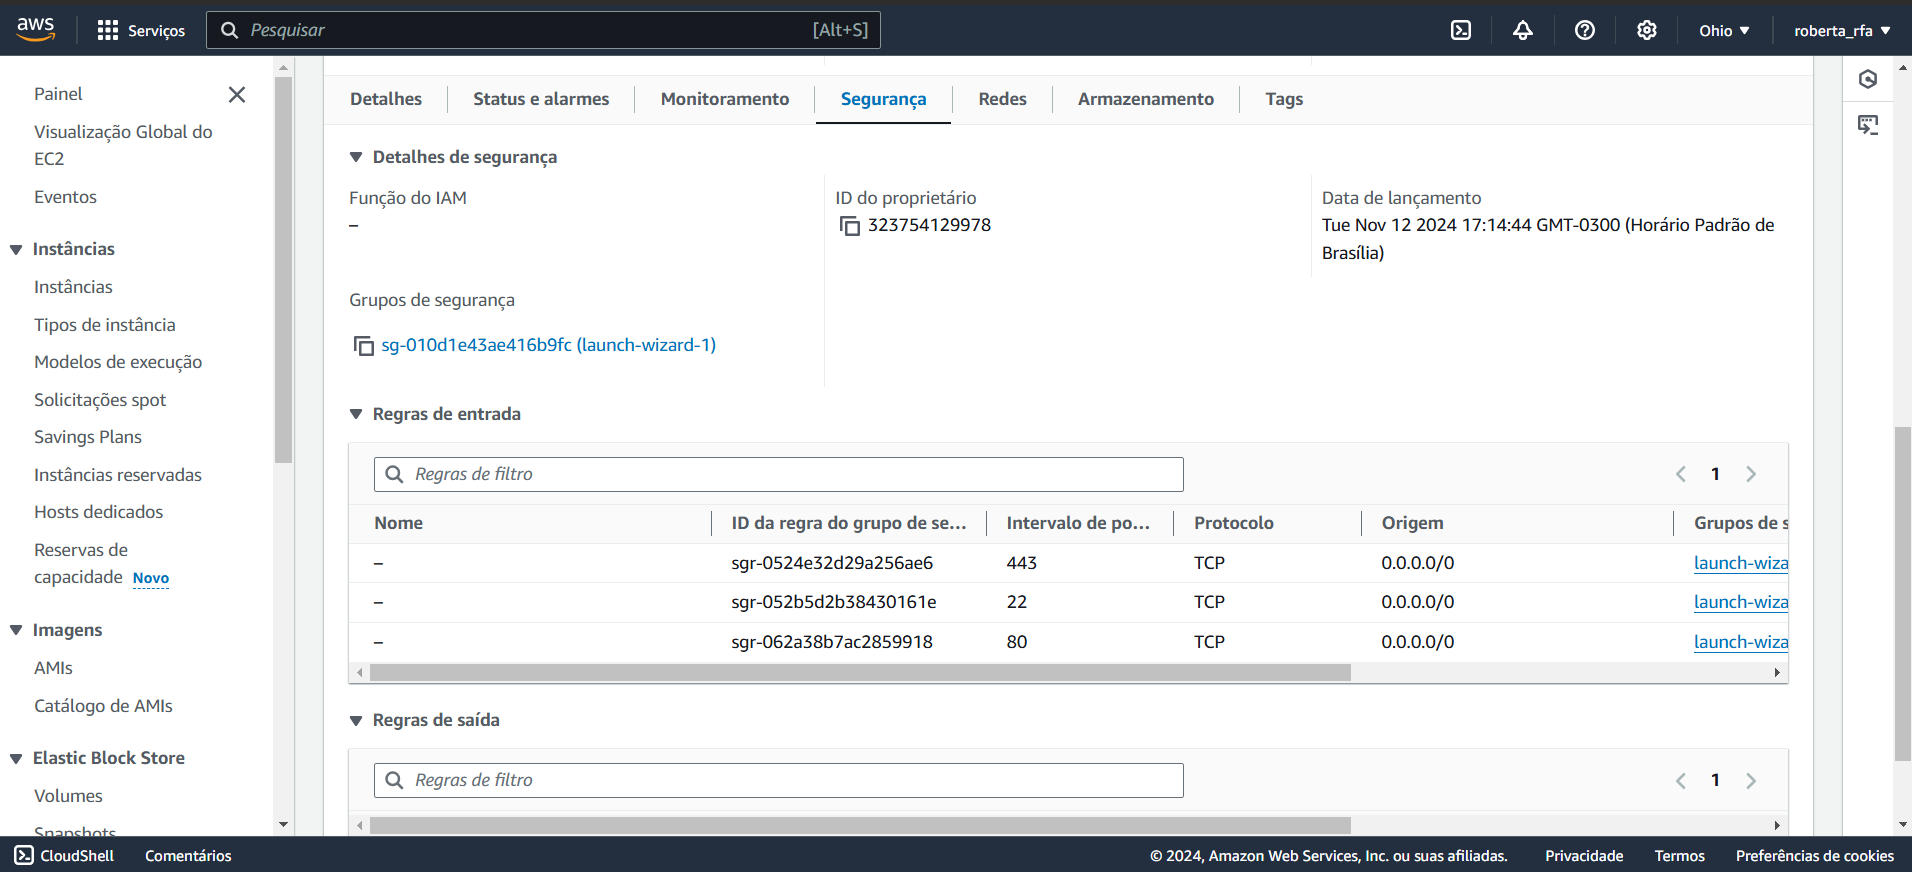 aws
Serviços
Pesquisar
[Alt+S]
Ohio
roberta_rfa
Painel
Visualização Global do
EC2
Eventos
Instâncias
Instâncias
Tipos de instância
Modelos de execução
Solicitações spot
Savings Plans
Instâncias reservadas
Hosts dedicados
Reservas de
capacidade Novo
Imagens
AMIs
Catálogo de AMIs
Elastic Block Store
Volumes
Snapshots
Detalhes
Status e alarmes
Monitoramento
Segurança
Redes
Armazenamento
Tags
Detalhes de segurança
Função do IAM
–
ID do proprietário
323754129978
Data de lançamento
Tue Nov 12 2024 17:14:44 GMT-0300 (Horário Padrão de
Brasília)
Grupos de segurança
sg-010d1e43ae416b9fc (launch-wizard-1)
Regras de entrada
Regras de filtro
1
Nome ID da regra do grupo de se... Intervalo de po... Protocolo Origem Grupos de s
– sgr-0524e32d29a256ae6 443 TCP 0.0.0.0/0 launch-wiza
– sgr-052b5d2b38430161e 22 TCP 0.0.0.0/0 launch-wiza
– sgr-062a38b7ac2859918 80 TCP 0.0.0.0/0 launch-wiza
Regras de saída
Regras de filtro
1
CloudShell
Comentários
© 2024, Amazon Web Services, Inc. ou suas afiliadas.
Privacidade
Termos
Preferências de cookies